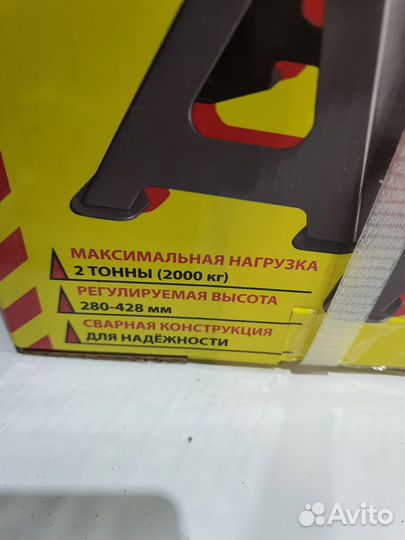 МАКСИМАЛЬНАЯ НАГРУЗКА
2 ТОННЫ (2000 кг)
РЕГУЛИРУЕМАЯ ВЫСОТА
280-428 мм
СВАРНАЯ КОНСТРУКЦИЯ
ДЛЯ НАДЁЖНОСТИ
Avito